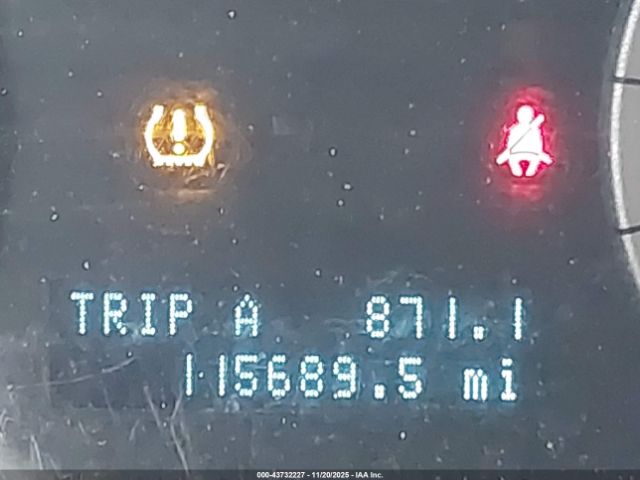 TRIP A 871.1
115689.5 mi
000-43732227 - 11/20/2025 - IAA Inc.